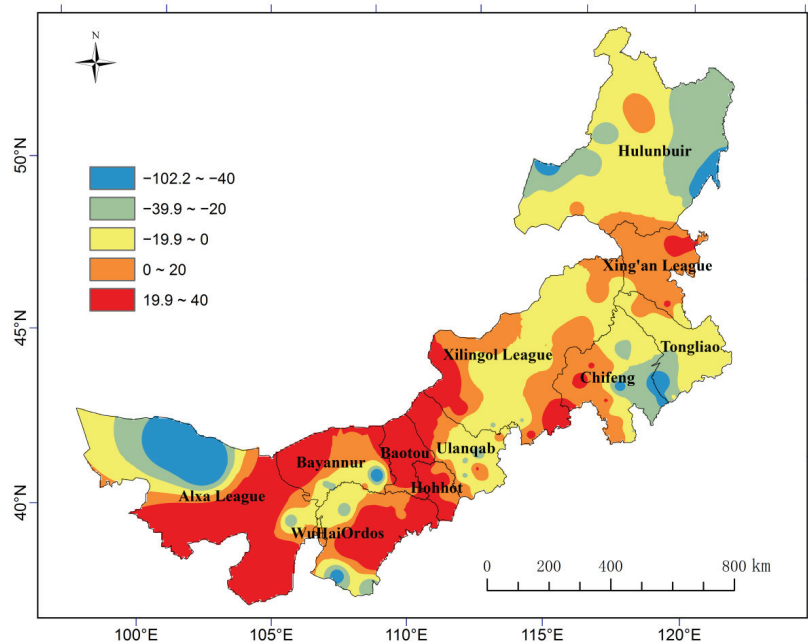 N
50°N
45°N
40°N
−102.2 ~ −40
−39.9 ~ −20
−19.9 ~ 0
0 ~ 20
19.9 ~ 40
Hulunbuir
Xing'an League
Xilingol League
Tongliao
Chifeng
Ulanqab
Baotou
Bayannur
Hohhot
Alxa League
WuHaiOrdos
0 200 400 600 800 km
100°E 105°E 110°E 115°E 120°E